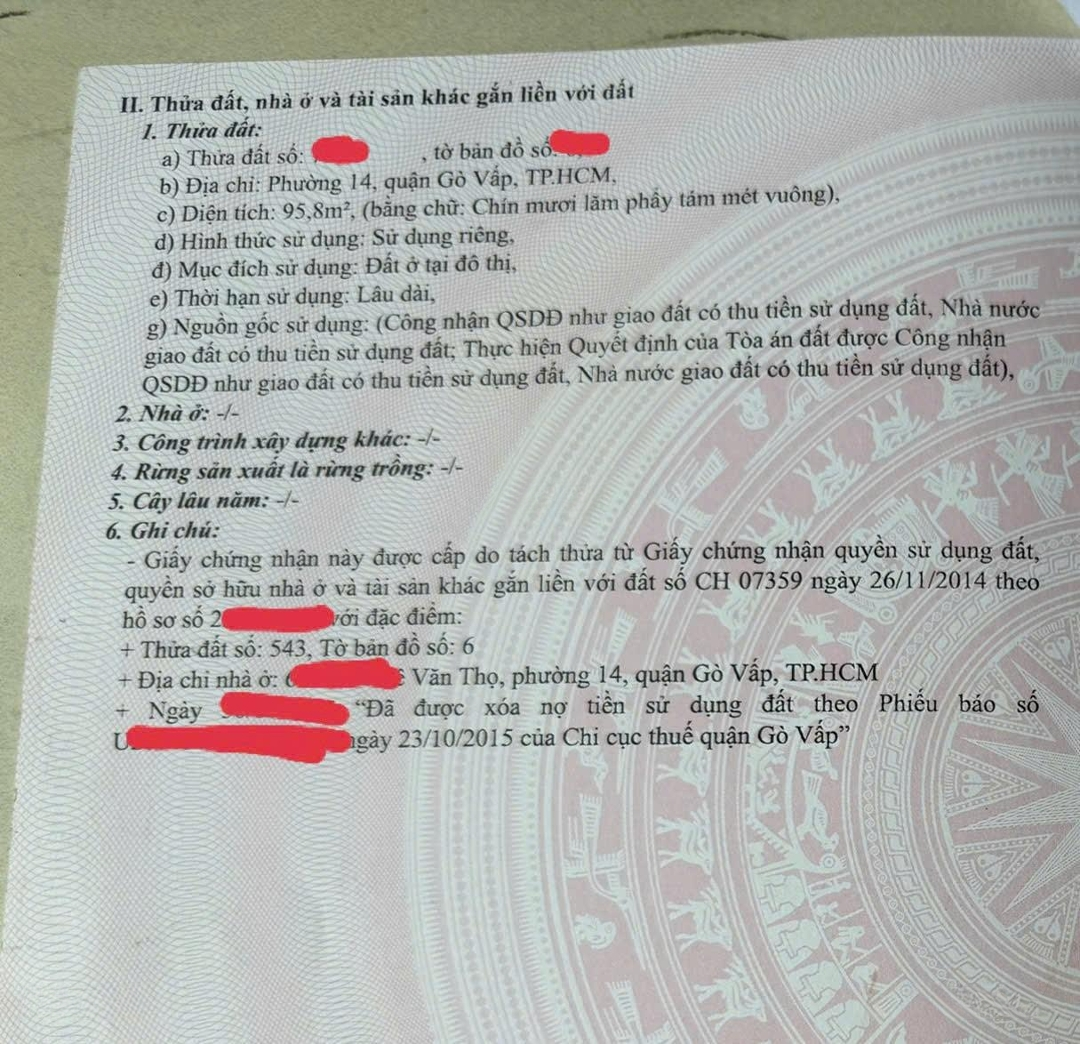 II. Thửa đất, nhà ở và tài sản khác gắn liền với đất
1. Thửa đất:
a) Thửa đất số: , tờ bản đồ số:
b) Địa chỉ: Phường 14, quận Gò Vấp, TP.HCM,
c) Diện tích: 95,8m², (bằng chữ: Chín mươi lăm phẩy tám mét vuông),
d) Hình thức sử dụng: Sử dụng riêng,
đ) Mục đích sử dụng: Đất ở tại đô thị,
e) Thời hạn sử dụng: Lâu dài,
g) Nguồn gốc sử dụng: (Công nhận QSDĐ như giao đất có thu tiền sử dụng đất, Nhà nước
giao đất có thu tiền sử dụng đất; Thực hiện Quyết định của Tòa án đất được Công nhận
QSDĐ như giao đất có thu tiền sử dụng đất, Nhà nước giao đất có thu tiền sử dụng đất),
2. Nhà ở: -/-
3. Công trình xây dựng khác: -/-
4. Rừng sản xuất là rừng trồng: -/-
5. Cây lâu năm: -/-
6. Ghi chú:
- Giấy chứng nhận này được cấp do tách thửa từ Giấy chứng nhận quyền sử dụng đất,
quyền sở hữu nhà ở và tài sản khác gắn liền với đất số CH 07359 ngày 26/11/2014 theo
hồ sơ số 2 với đặc điểm:
+ Thửa đất số: 543, Tờ bản đồ số: 6
+ Địa chỉ nhà ở: Văn Thọ, phường 14, quận Gò Vấp, TP.HCM
+ Ngày “Đã được xóa nợ tiền sử dụng đất theo Phiếu báo số
U ngày 23/10/2015 của Chi cục thuế quận Gò Vấp”